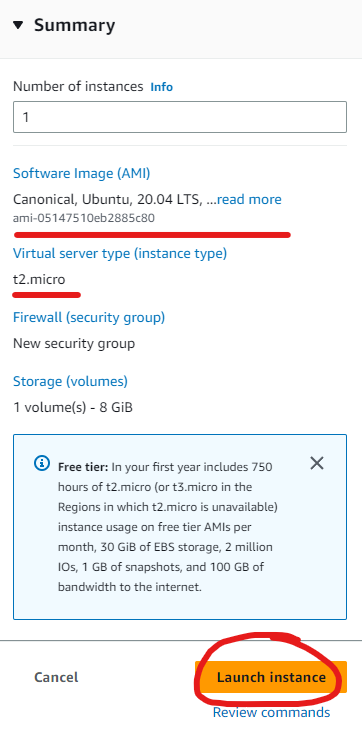 Summary
Number of instances Info
1
Software Image (AMI)
Canonical, Ubuntu, 20.04 LTS, ...read more
ami-05147510eb2885c80
Virtual server type (instance type)
t2.micro
Firewall (security group)
New security group
Storage (volumes)
1 volume(s) - 8 GiB
Free tier: In your first year includes 750
hours of t2.micro (or t3.micro in the
Regions in which t2.micro is unavailable)
instance usage on free tier AMIs per
month, 30 GiB of EBS storage, 2 million
IOs, 1 GB of snapshots, and 100 GB of
bandwidth to the internet.
Cancel
Launch instance
Review commands